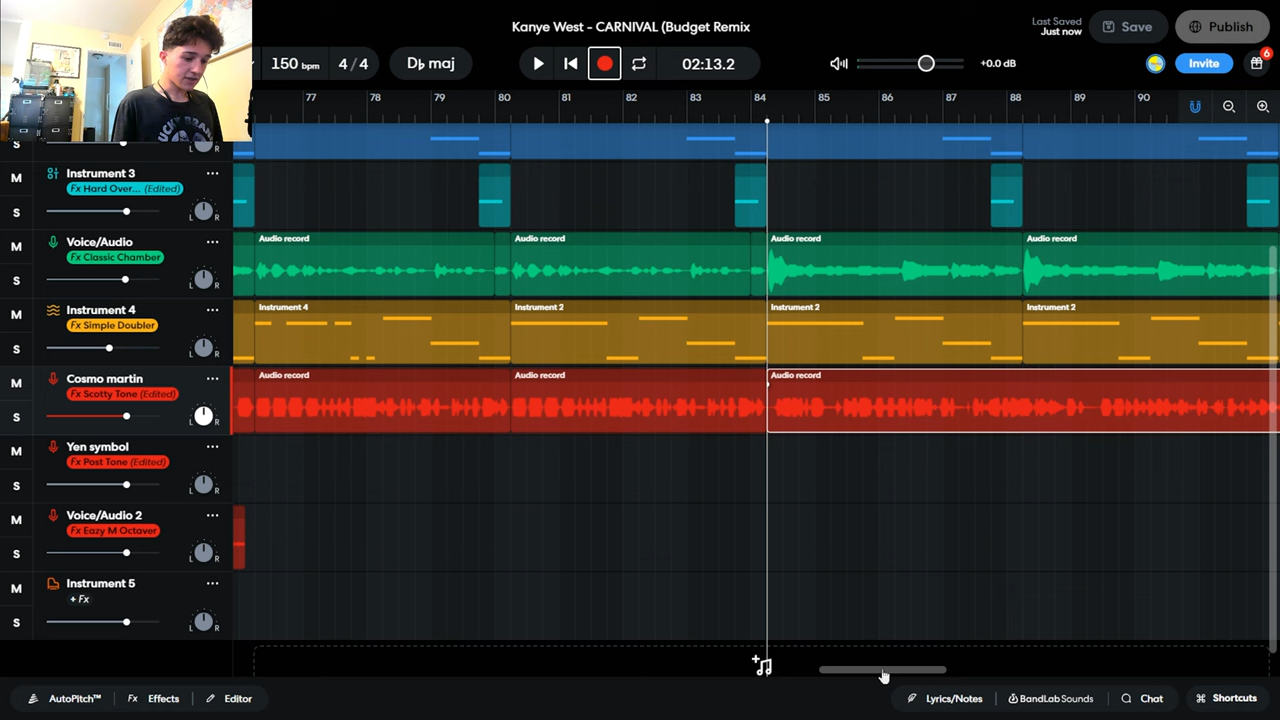 Kanye West - CARNIVAL (Budget Remix
Last Saved
Just now
Save
Publish
150 bpm
4 / 4
D♭ maj
02:13.2
+0.0 dB
Invite
6
77 78 79 80 81 82 83 84 85 86 87 88 89 90
S
L R
M Instrument 3
Fx Hard Over... (Edited)
S
L R
M Voice/Audio
Fx Classic Chamber
S
L R
Audio record Audio record Audio record Audio record
M Instrument 4
Fx Simple Doubler
S
L R
Instrument 4 Instrument 2 Instrument 2 Instrument 2
M Cosmo martin
Fx Scotty Tone (Edited)
S
L R
Audio record Audio record Audio record
M Yen symbol
Fx Post Tone (Edited)
S
L R
M Voice/Audio 2
Fx Eazy M Octaver
S
L R
M Instrument 5
+ Fx
S
L R
AutoPitch™
Fx Effects
Editor
Lyrics/Notes
BandLab Sounds
Chat
Shortcuts